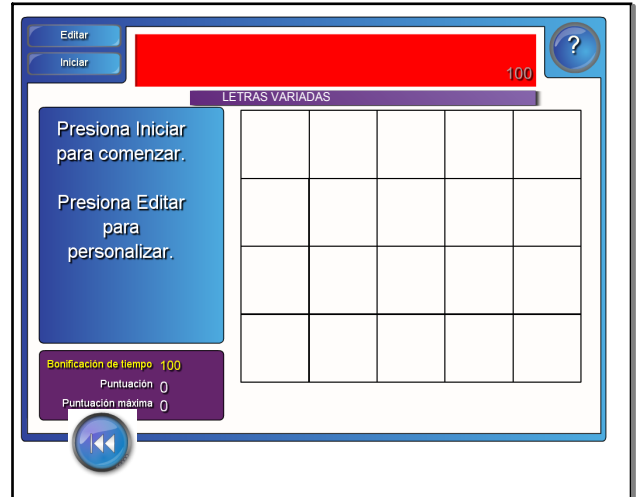 Editar
Iniciar
?
100
LETRAS VARIADAS
Presiona Iniciar
para comenzar.
Presiona Editar
para
personalizar.
Bonificación de tiempo 100
Puntuación 0
Puntuación máxima 0